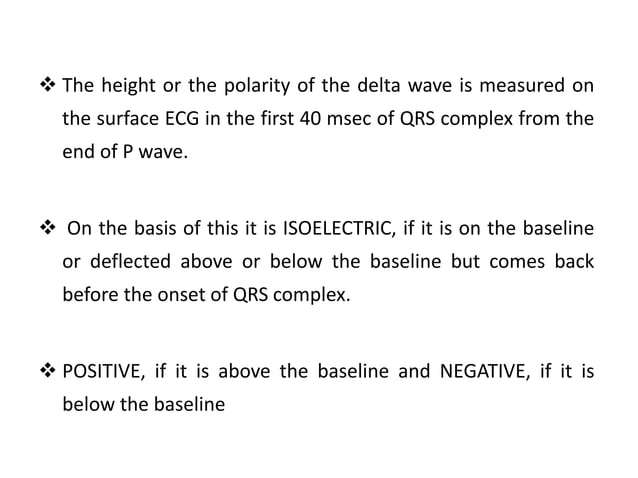 ❖ The height or the polarity of the delta wave is measured on
the surface ECG in the first 40 msec of QRS complex from the
end of P wave.
❖ On the basis of this it is ISOELECTRIC, if it is on the baseline
or deflected above or below the baseline but comes back
before the onset of QRS complex.
❖ POSITIVE, if it is above the baseline and NEGATIVE, if it is
below the baseline